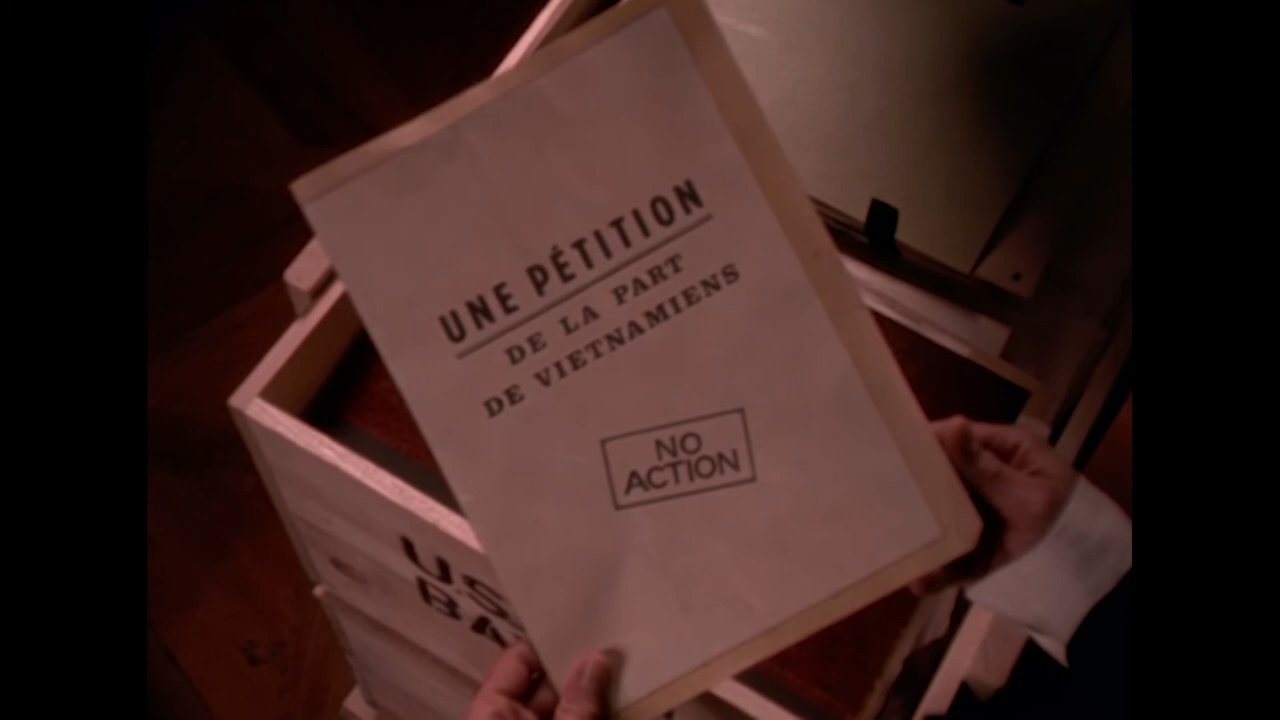 UNE PÉTITION
DE LA PART
DE VIETNAMIENS
NO
ACTION